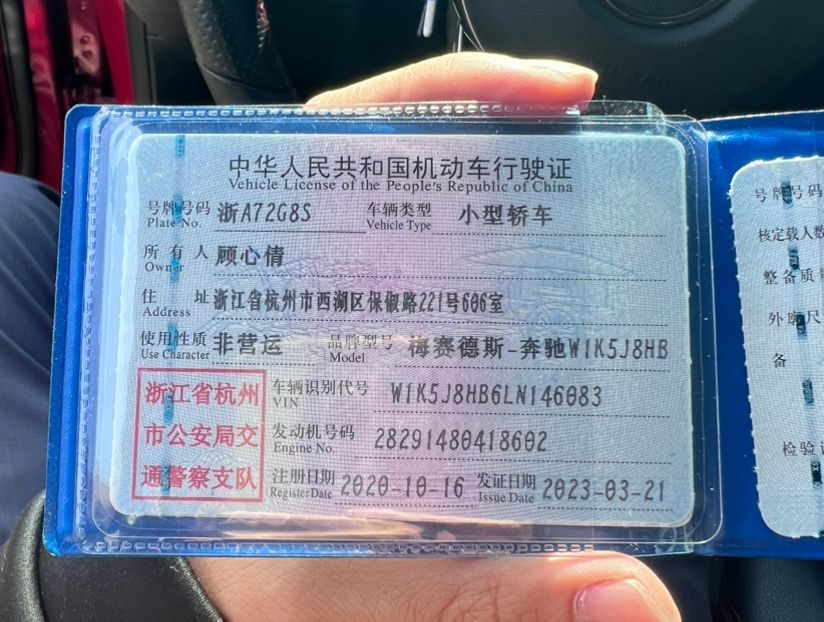 中华人民共和国机动车行驶证
Vehicle License of the People's Republic of China
号牌号码 浙A72G8S 车辆类型 小型轿车
Plate No. Vehicle Type
所有人 顾心情
Owner
住址 浙江省杭州市西湖区保俶路221号606室
Address
使用性质 非营运 品牌型号 梅赛德斯-奔驰W1K5J8HB
Use Character Model
浙江省杭州
市公安局交
通警察支队
车辆识别代号 W1K5J8HB6LN146083
VIN
发动机号码 28291480418602
Engine No.
注册日期 2020-10-16 发证日期 2023-03-21
Register Date Issue Date
号牌号码
核定载人数
整备质
外廓尺
备
检验